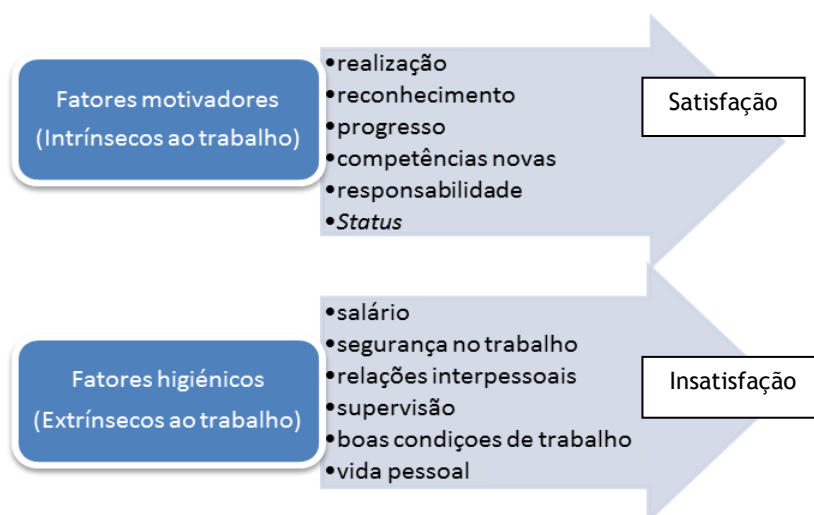 Fatores motivadores
(Intrínsecos ao trabalho)
•realização
•reconhecimento
•progresso
•competências novas
•responsabilidade
•Status
Satisfação
Fatores higiénicos
(Extrínsecos ao trabalho)
•salário
•segurança no trabalho
•relações interpessoais
•supervisão
•boas condiçoes de trabalho
•vida pessoal
Insatisfação